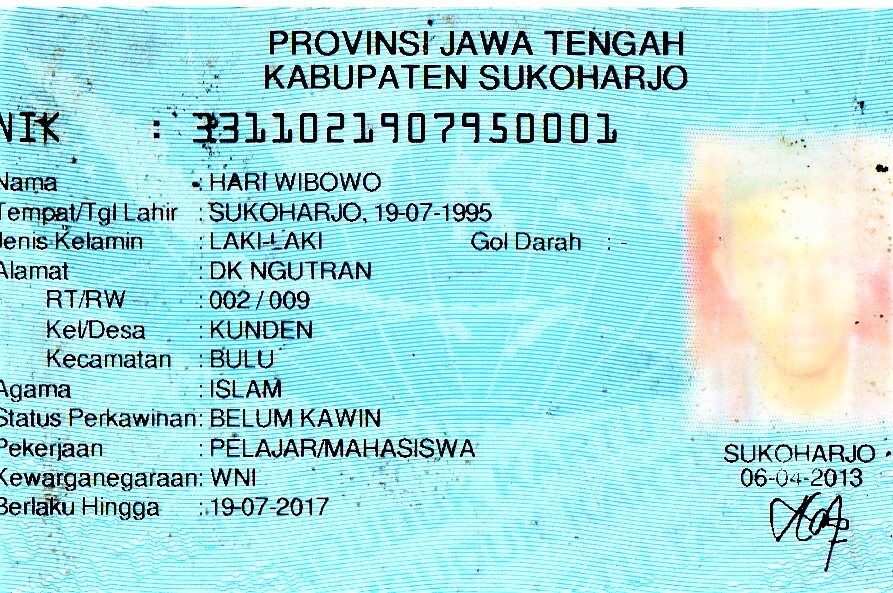 PROVINSI JAWA TENGAH
KABUPATEN SUKOHARJO
NIK : 3311021907950001
Nama : HARI WIBOWO
Tempat/Tgl Lahir : SUKOHARJO, 19-07-1995
Jenis Kelamin : LAKI-LAKI Gol Darah : -
Alamat : DK NGUTRAN
RT/RW : 002 / 009
Kel/Desa : KUNDEN
Kecamatan : BULU
Agama : ISLAM
Status Perkawinan: BELUM KAWIN
Pekerjaan : PELAJAR/MAHASISWA
Kewarganegaraan: WNI
Berlaku Hingga : 19-07-2017
SUKOHARJO
06-04-2013